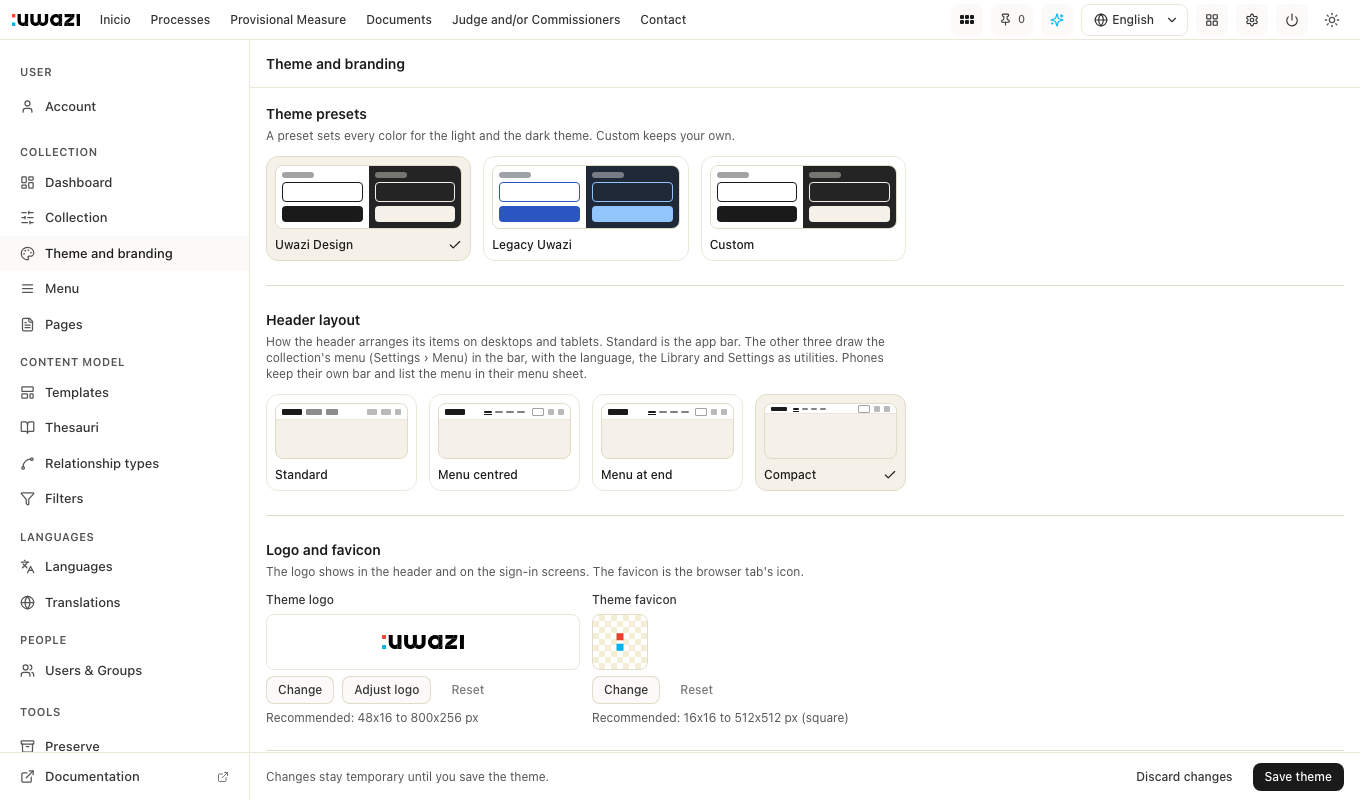 :uwazi
Inicio
Processes
Provisional Measure
Documents
Judge and/or Commissioners
Contact
0
English
USER
Account
COLLECTION
Dashboard
Collection
Theme and branding
Menu
Pages
CONTENT MODEL
Templates
Thesauri
Relationship types
Filters
LANGUAGES
Languages
Translations
PEOPLE
Users & Groups
TOOLS
Preserve
Documentation
Theme and branding
Theme presets
A preset sets every color for the light and the dark theme. Custom keeps your own.
Uwazi Design
Legacy Uwazi
Custom
Header layout
How the header arranges its items on desktops and tablets. Standard is the app bar. The other three draw the
collection's menu (Settings › Menu) in the bar, with the language, the Library and Settings as utilities. Phones
keep their own bar and list the menu in their menu sheet.
Standard
Menu centred
Menu at end
Compact
Logo and favicon
The logo shows in the header and on the sign-in screens. The favicon is the browser tab's icon.
Theme logo
Theme favicon
:uwazi
Change
Adjust logo
Reset
Change
Reset
Recommended: 48x16 to 800x256 px
Recommended: 16x16 to 512x512 px (square)
Changes stay temporary until you save the theme.
Discard changes
Save theme